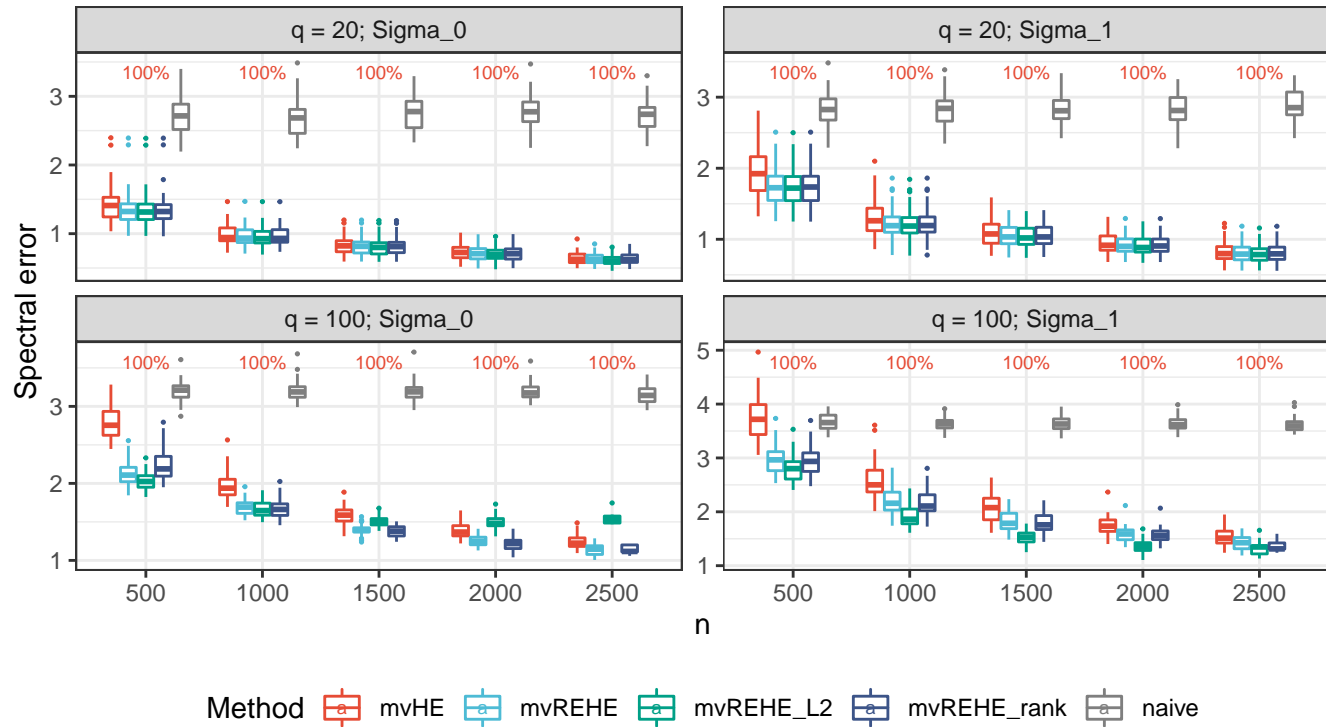 q = 20; Sigma_0
q = 20; Sigma_1
100% 100% 100% 100% 100%
100% 100% 100% 100% 100%
3
2
1
3
2
1
Spectral error
q = 100; Sigma_0
q = 100; Sigma_1
100% 100% 100% 100% 100%
100% 100% 100% 100% 100%
3
2
1
5
4
3
2
1
500 1000 1500 2000 2500
500 1000 1500 2000 2500
n
Method a mvHE a mvREHE a mvREHE_L2 a mvREHE_rank a naive